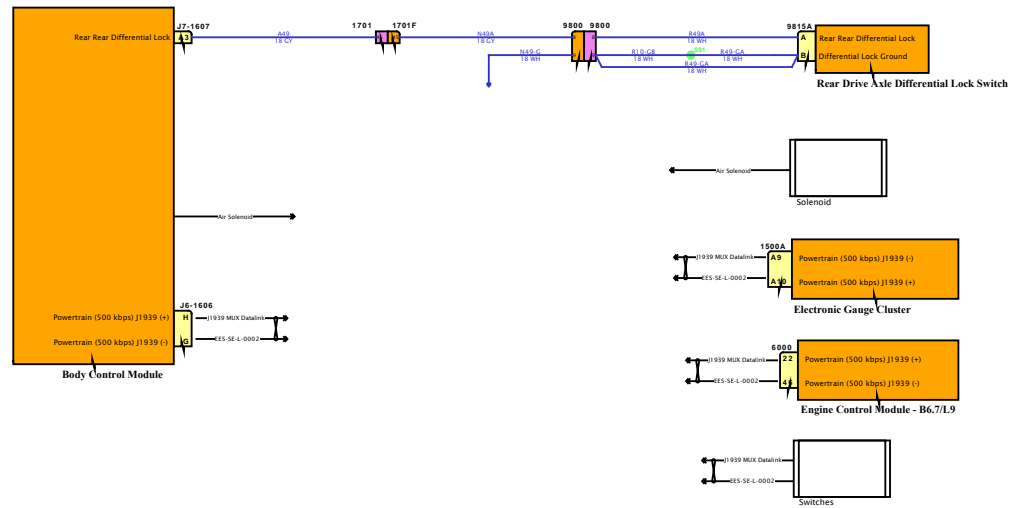 J7-1607
Rear Rear Differential Lock
A3
A49
18 GY
1701
1701F
N49A
18 GY
9800
9800
R49A
18 WH
N49-G
18 WH
R10-GB
18 WH
SB1
R49-GA
18 WH
R49-GA
18 WH
9815A
A
Rear Rear Differential Lock
B
Differential Lock Ground
Rear Drive Axle Differential Lock Switch
Air Solenoid
Solenoid
Air Solenoid
1500A
J1939 MUX Datalink
A9
Powertrain (500 kbps) J1939 (-)
EES-SE-L-0002
A10
Powertrain (500 kbps) J1939 (+)
Electronic Gauge Cluster
J6-1606
Powertrain (500 kbps) J1939 (+)
H
J1939 MUX Datalink
Powertrain (500 kbps) J1939 (-)
G
EES-SE-L-0002
Body Control Module
6000
J1939 MUX Datalink
22
Powertrain (500 kbps) J1939 (+)
EES-SE-L-0002
Powertrain (500 kbps) J1939 (-)
Engine Control Module - B6.7/L9
J1939 MUX Datalink
EES-SE-L-0002
Switches